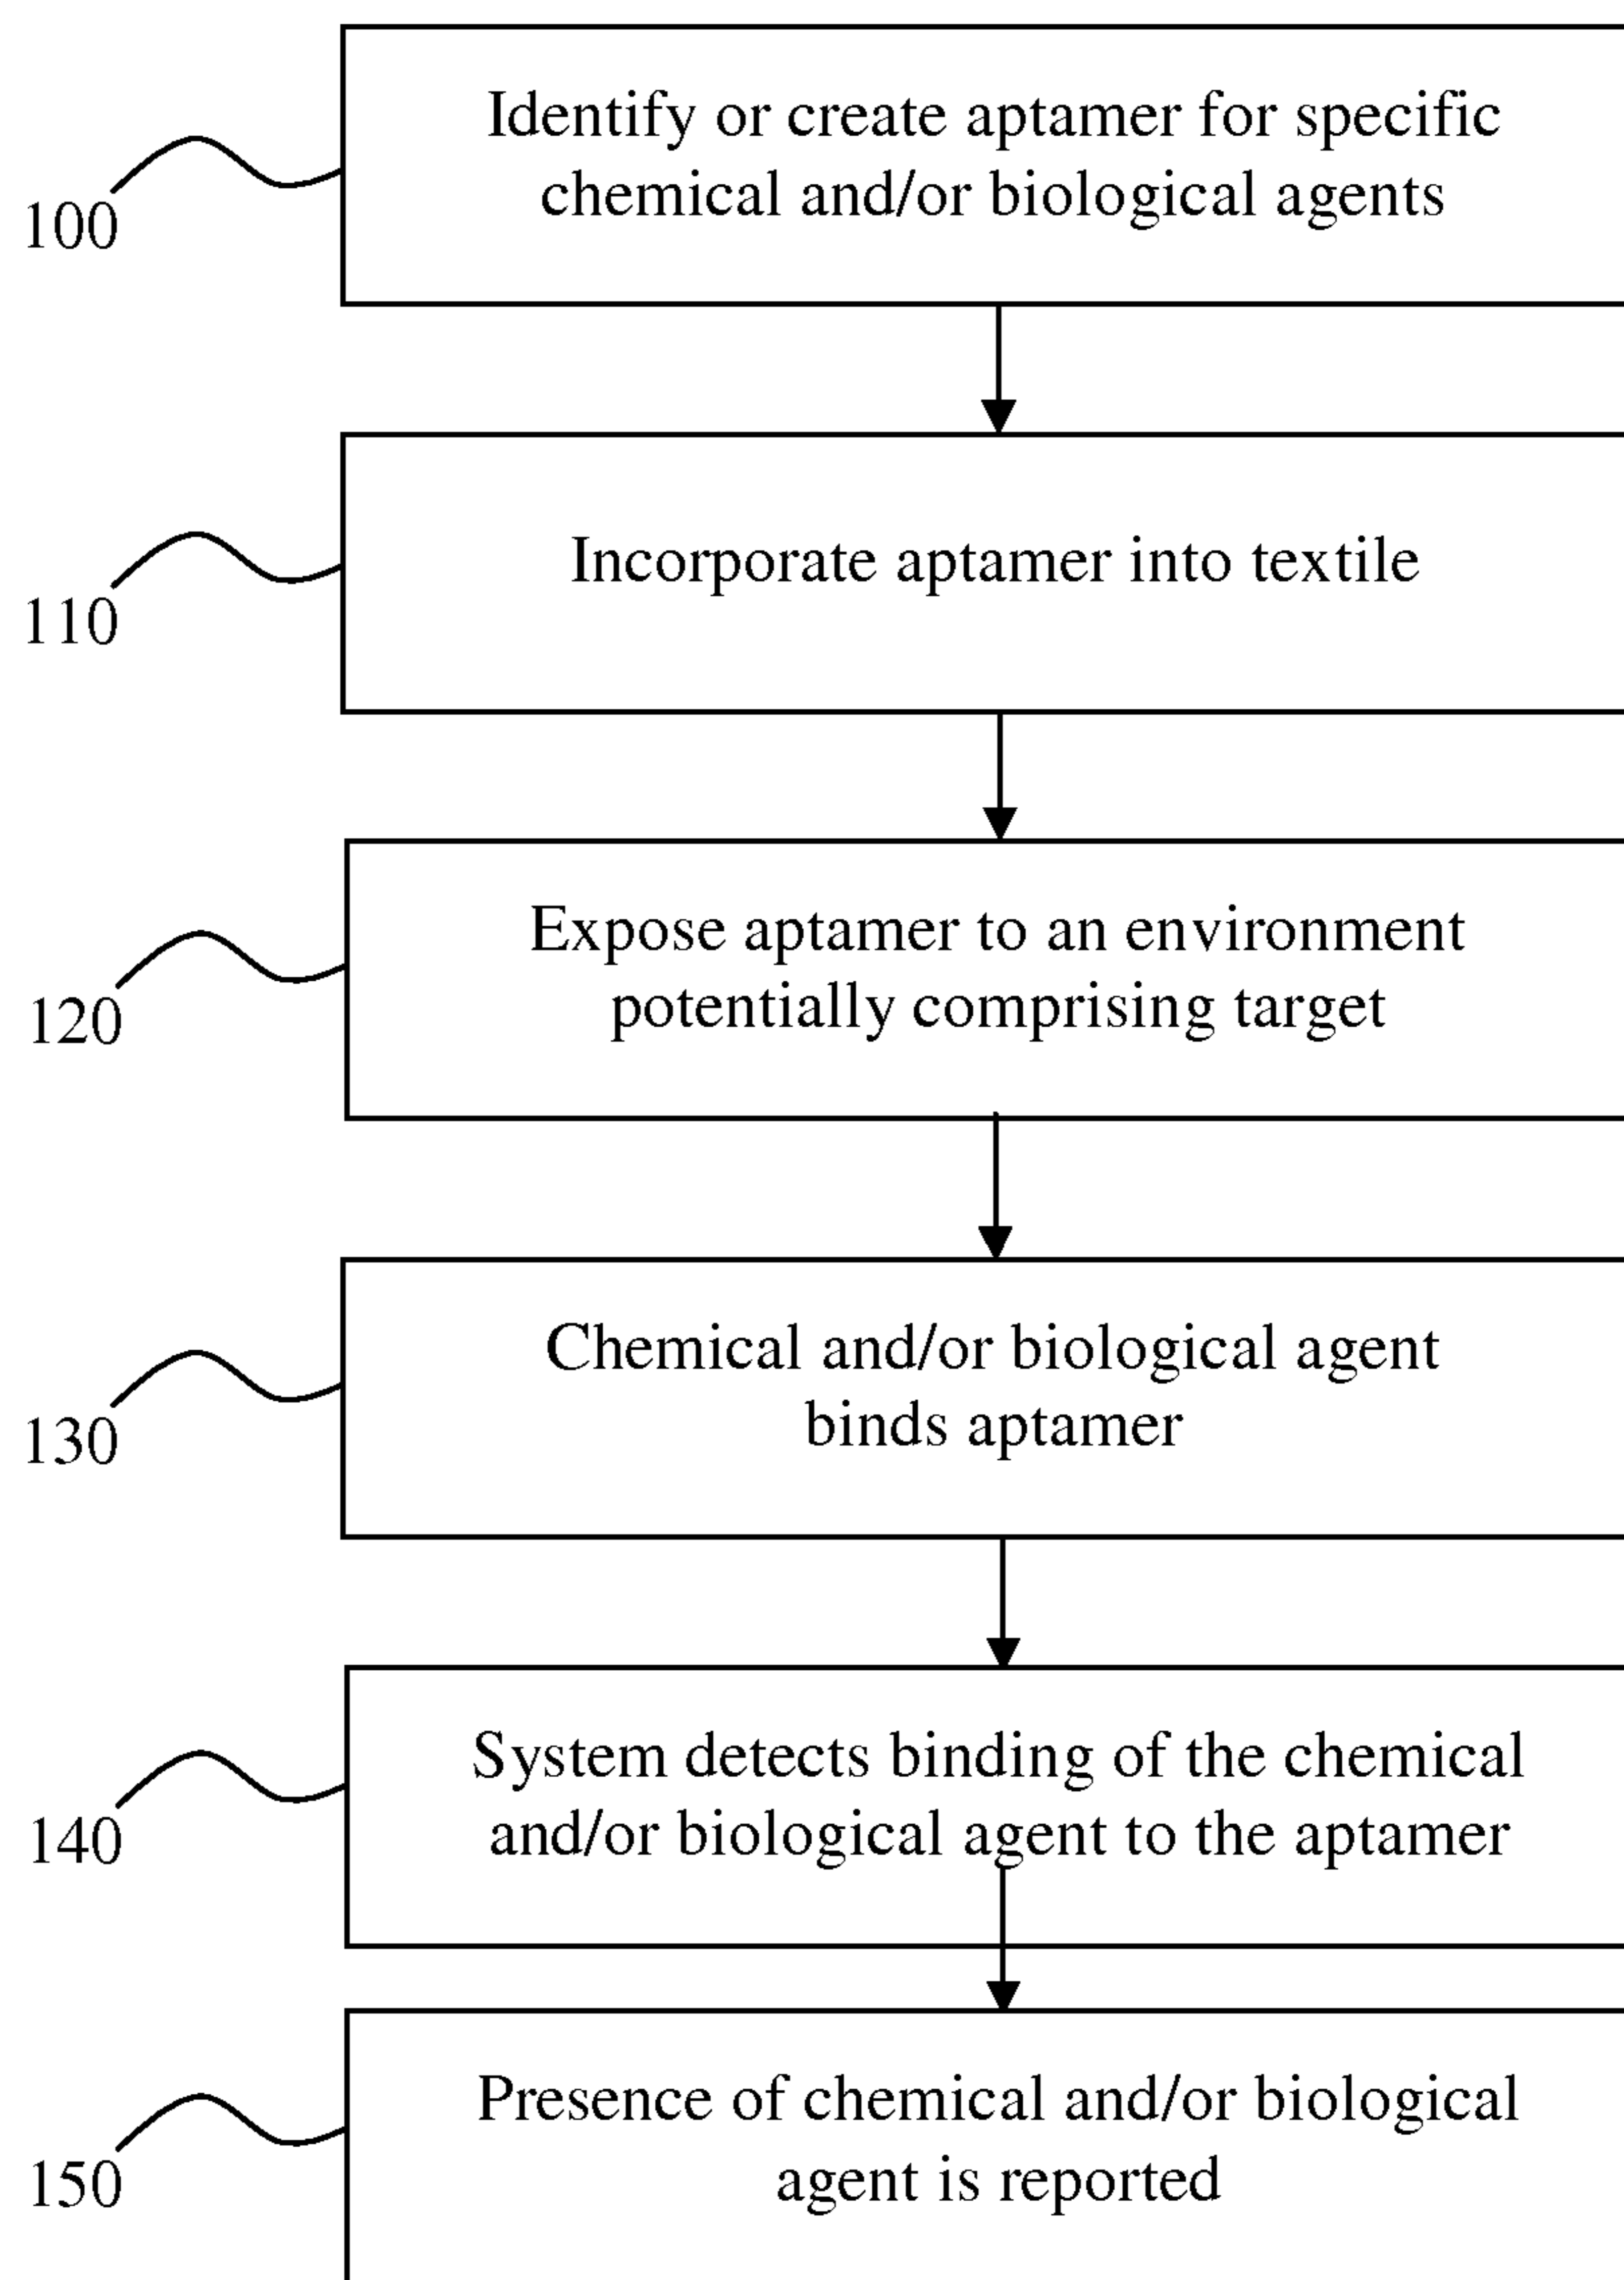 Identify or create aptamer for specific
chemical and/or biological agents
100
Incorporate aptamer into textile
110
Expose aptamer to an environment
potentially comprising target
120
Chemical and/or biological agent
binds aptamer
130
System detects binding of the chemical
and/or biological agent to the aptamer
140
Presence of chemical and/or biological
agent is reported
150